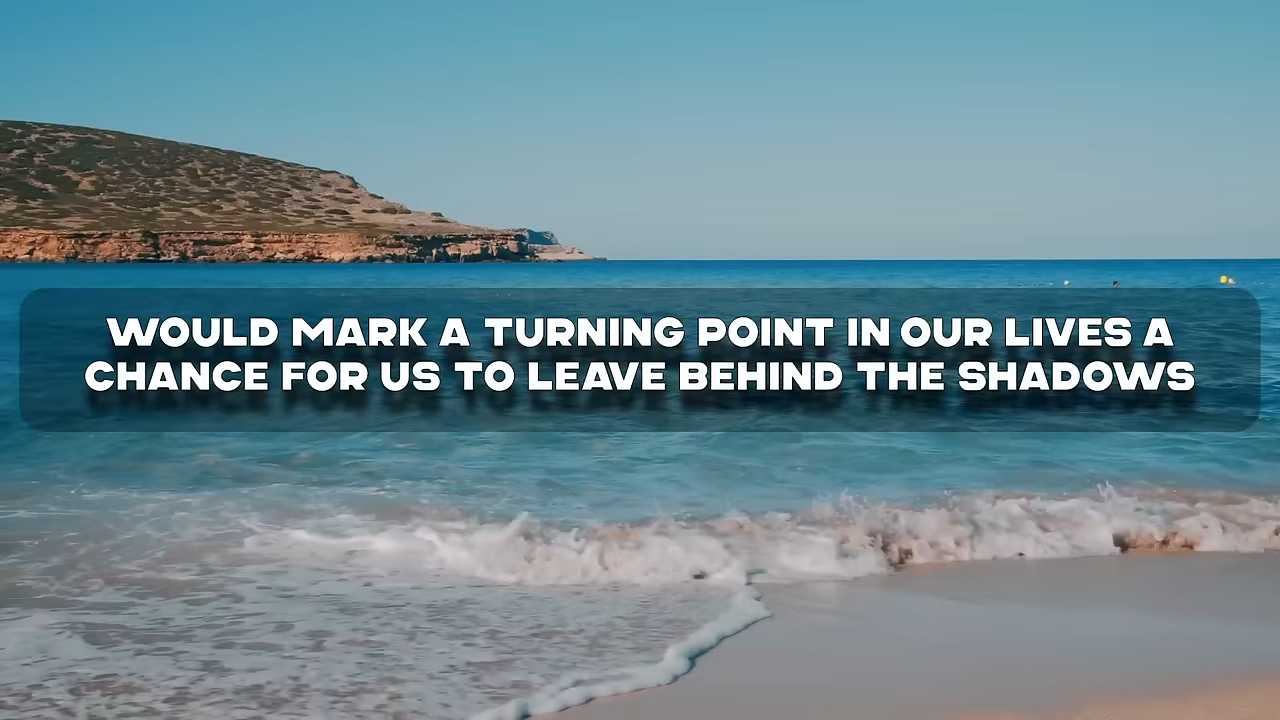 WOULD MARK A TURNING POINT IN OUR LIVES A
CHANCE FOR US TO LEAVE BEHIND THE SHADOWS